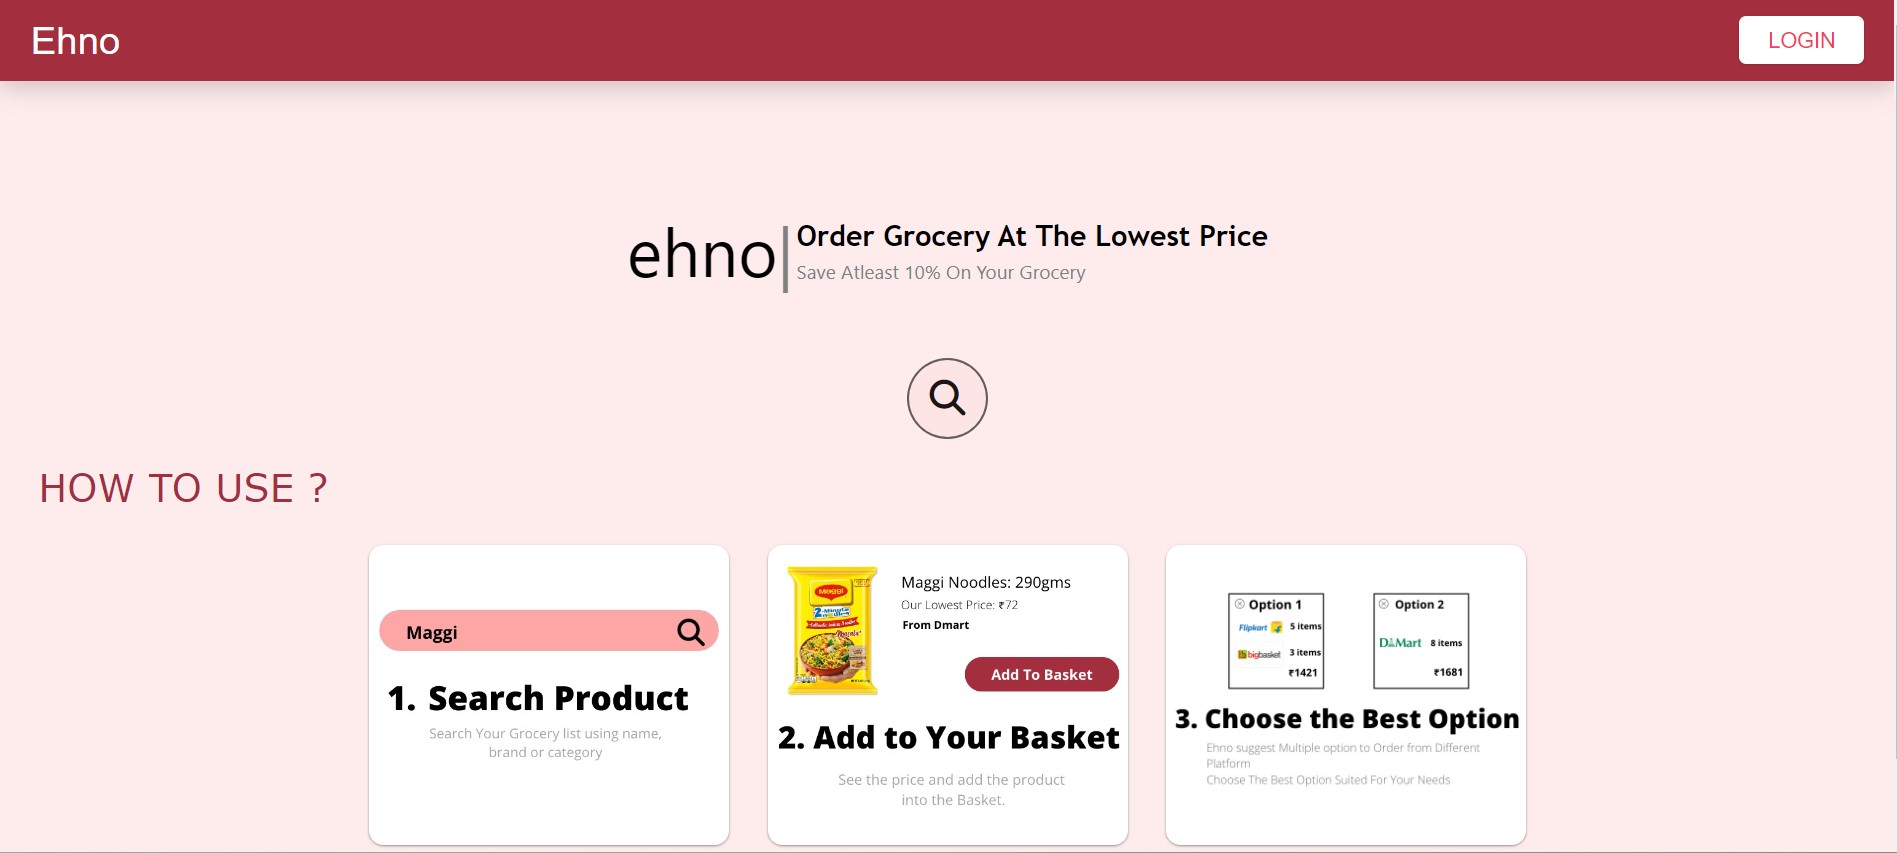 Ehno
LOGIN
ehno
Order Grocery At The Lowest Price
Save Atleast 10% On Your Grocery
HOW TO USE ?
Maggi
1. Search Product
Search Your Grocery list using name,
brand or category
MAGGI
2-Minute
Masala
Maggi Noodles: 290gms
Our Lowest Price: ₹72
From Dmart
Add To Basket
2. Add to Your Basket
See the price and add the product
into the Basket.
Option 1
Flipkart 5 items
bigbasket 3 items
₹1421
Option 2
D Mart 8 items
₹1681
3. Choose the Best Option
Ehno suggest Multiple option to Order from Different
Platform
Choose The Best Option Suited For Your Needs